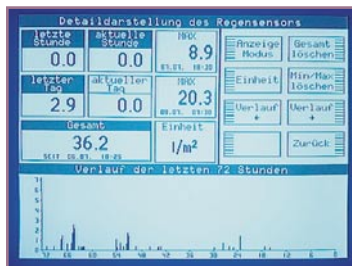 Detaildarstellung des Regensensors
letzte Stunde
0.0
aktuelle Stunde
0.0
MAX
8.9
letzter Tag
2.9
aktueller Tag
0.0
MAX
20.3
Gesamt
36.2
SEIT
Einheit
l/m²
Anzeige Modus
Gesamt löschen
Einheit
Min/Max löschen
Verlauf
Verlauf
Zurück
Verlauf der letzten 72 Stunden